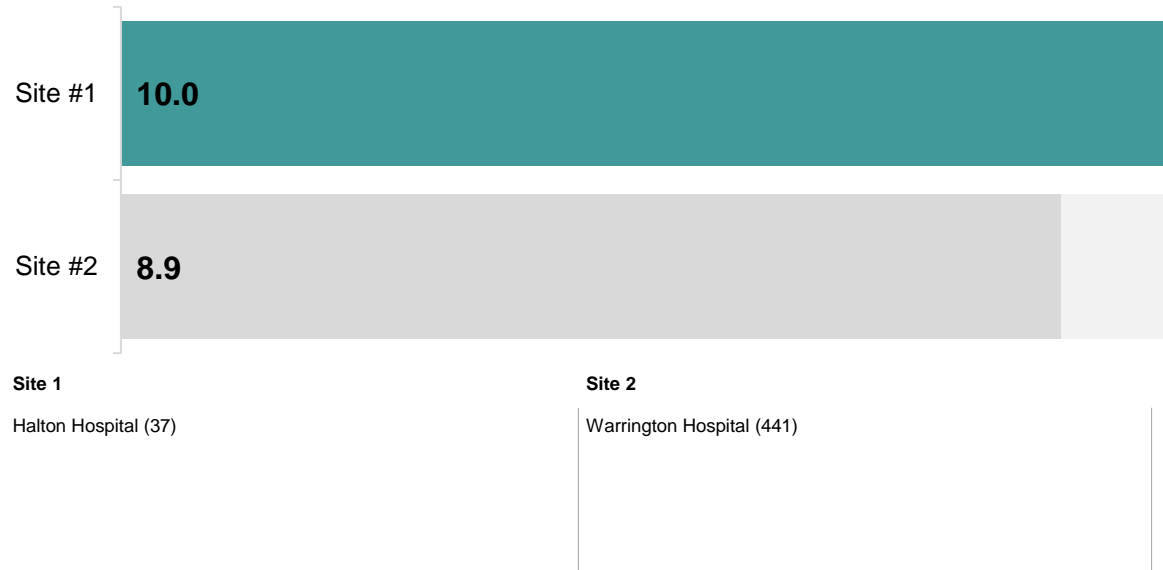 Site #1
10.0
Site #2
8.9
Site 1
Site 2
Halton Hospital (37)
Warrington Hospital (441)